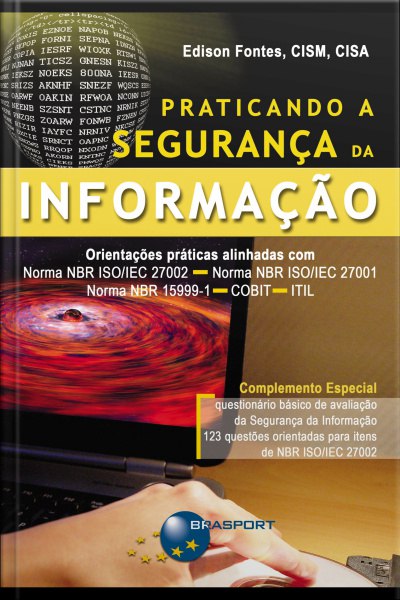 Edison Fontes, CISM, CISA
PRATICANDO A
SEGURANÇA DA
INFORMAÇÃO
Orientações práticas alinhadas com
Norma NBR ISO/IEC 27002 — Norma NBR ISO/IEC 27001
Norma NBR 15999-1 — COBIT — ITIL
Complemento Especial
questionário básico de avaliação
da Segurança da Informação
123 questões orientadas para itens
de NBR ISO/IEC 27002
BRASPORT